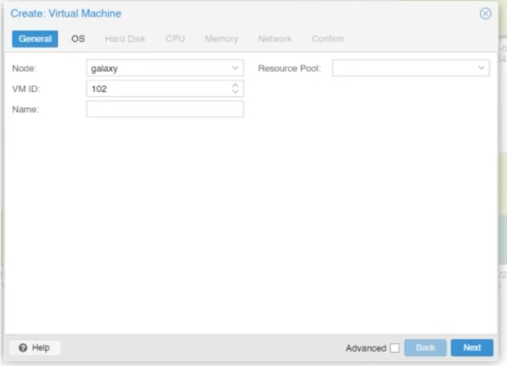 Create: Virtual Machine
General OS Hard Disk CPU Memory Network Confirm
Node: galaxy Resource Pool:
VM ID: 102
Name:
Help Advanced Back Next